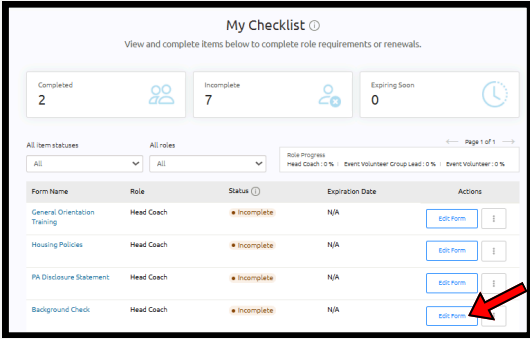 My Checklist
View and complete items below to complete role requirements or renewals.
Completed
2
Incomplete
7
Expiring Soon
0
All item statuses
All
All roles
All
Page 1 of 1
Role Progress
Head Coach : 0 % | Event Volunteer Group Lead : 0 % | Event Volunteer : 0 %
Form Name Role Status Expiration Date Actions
General Orientation Training Head Coach Incomplete N/A Edit Form
Housing Policies Head Coach Incomplete N/A Edit Form
PA Disclosure Statement Head Coach Incomplete N/A Edit Form
Background Check Head Coach Incomplete N/A Edit Form